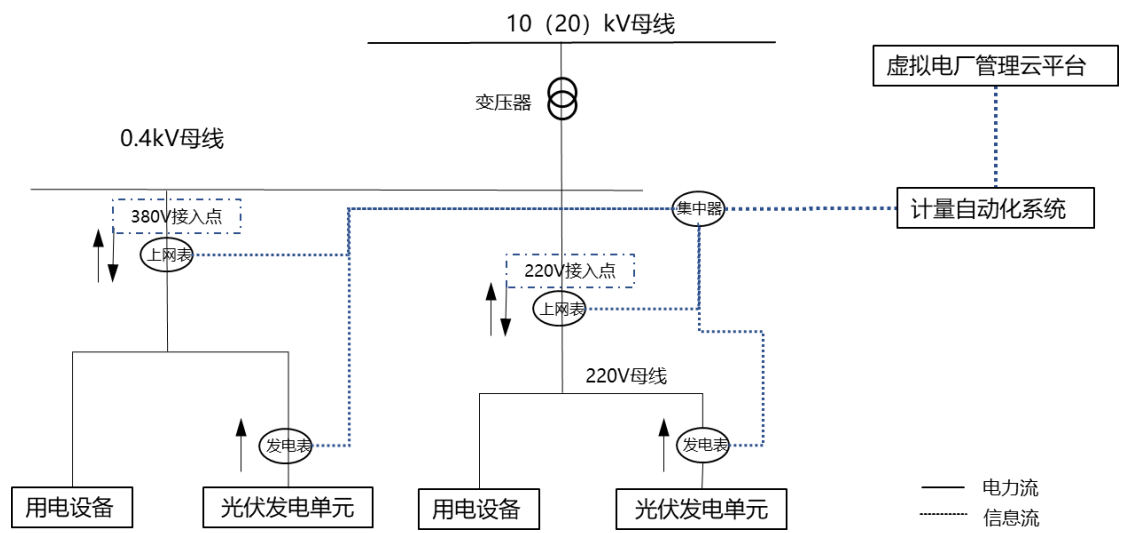 10（20）kV母线
虚拟电厂管理云平台
变压器
0.4kV母线
380V接入点
集中器
计量自动化系统
上网表
220V接入点
上网表
220V母线
发电表
发电表
用电设备
光伏发电单元
用电设备
光伏发电单元
电力流
信息流